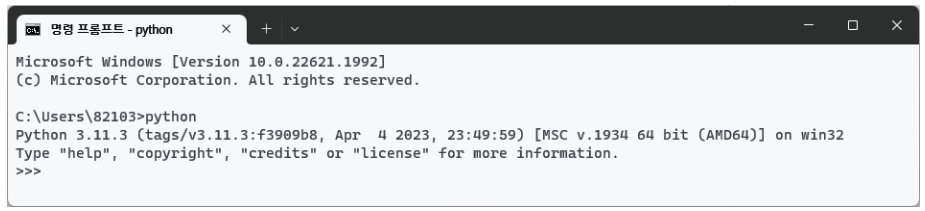 명령 프롬프트 - python
Microsoft Windows [Version 10.0.22621.1992]
(c) Microsoft Corporation. All rights reserved.
C:\Users\82103>python
Python 3.11.3 (tags/v3.11.3:f3909b8, Apr  4 2023, 23:49:59) [MSC v.1934 64 bit (AMD64)] on win32
Type "help", "copyright", "credits" or "license" for more information.
>>>